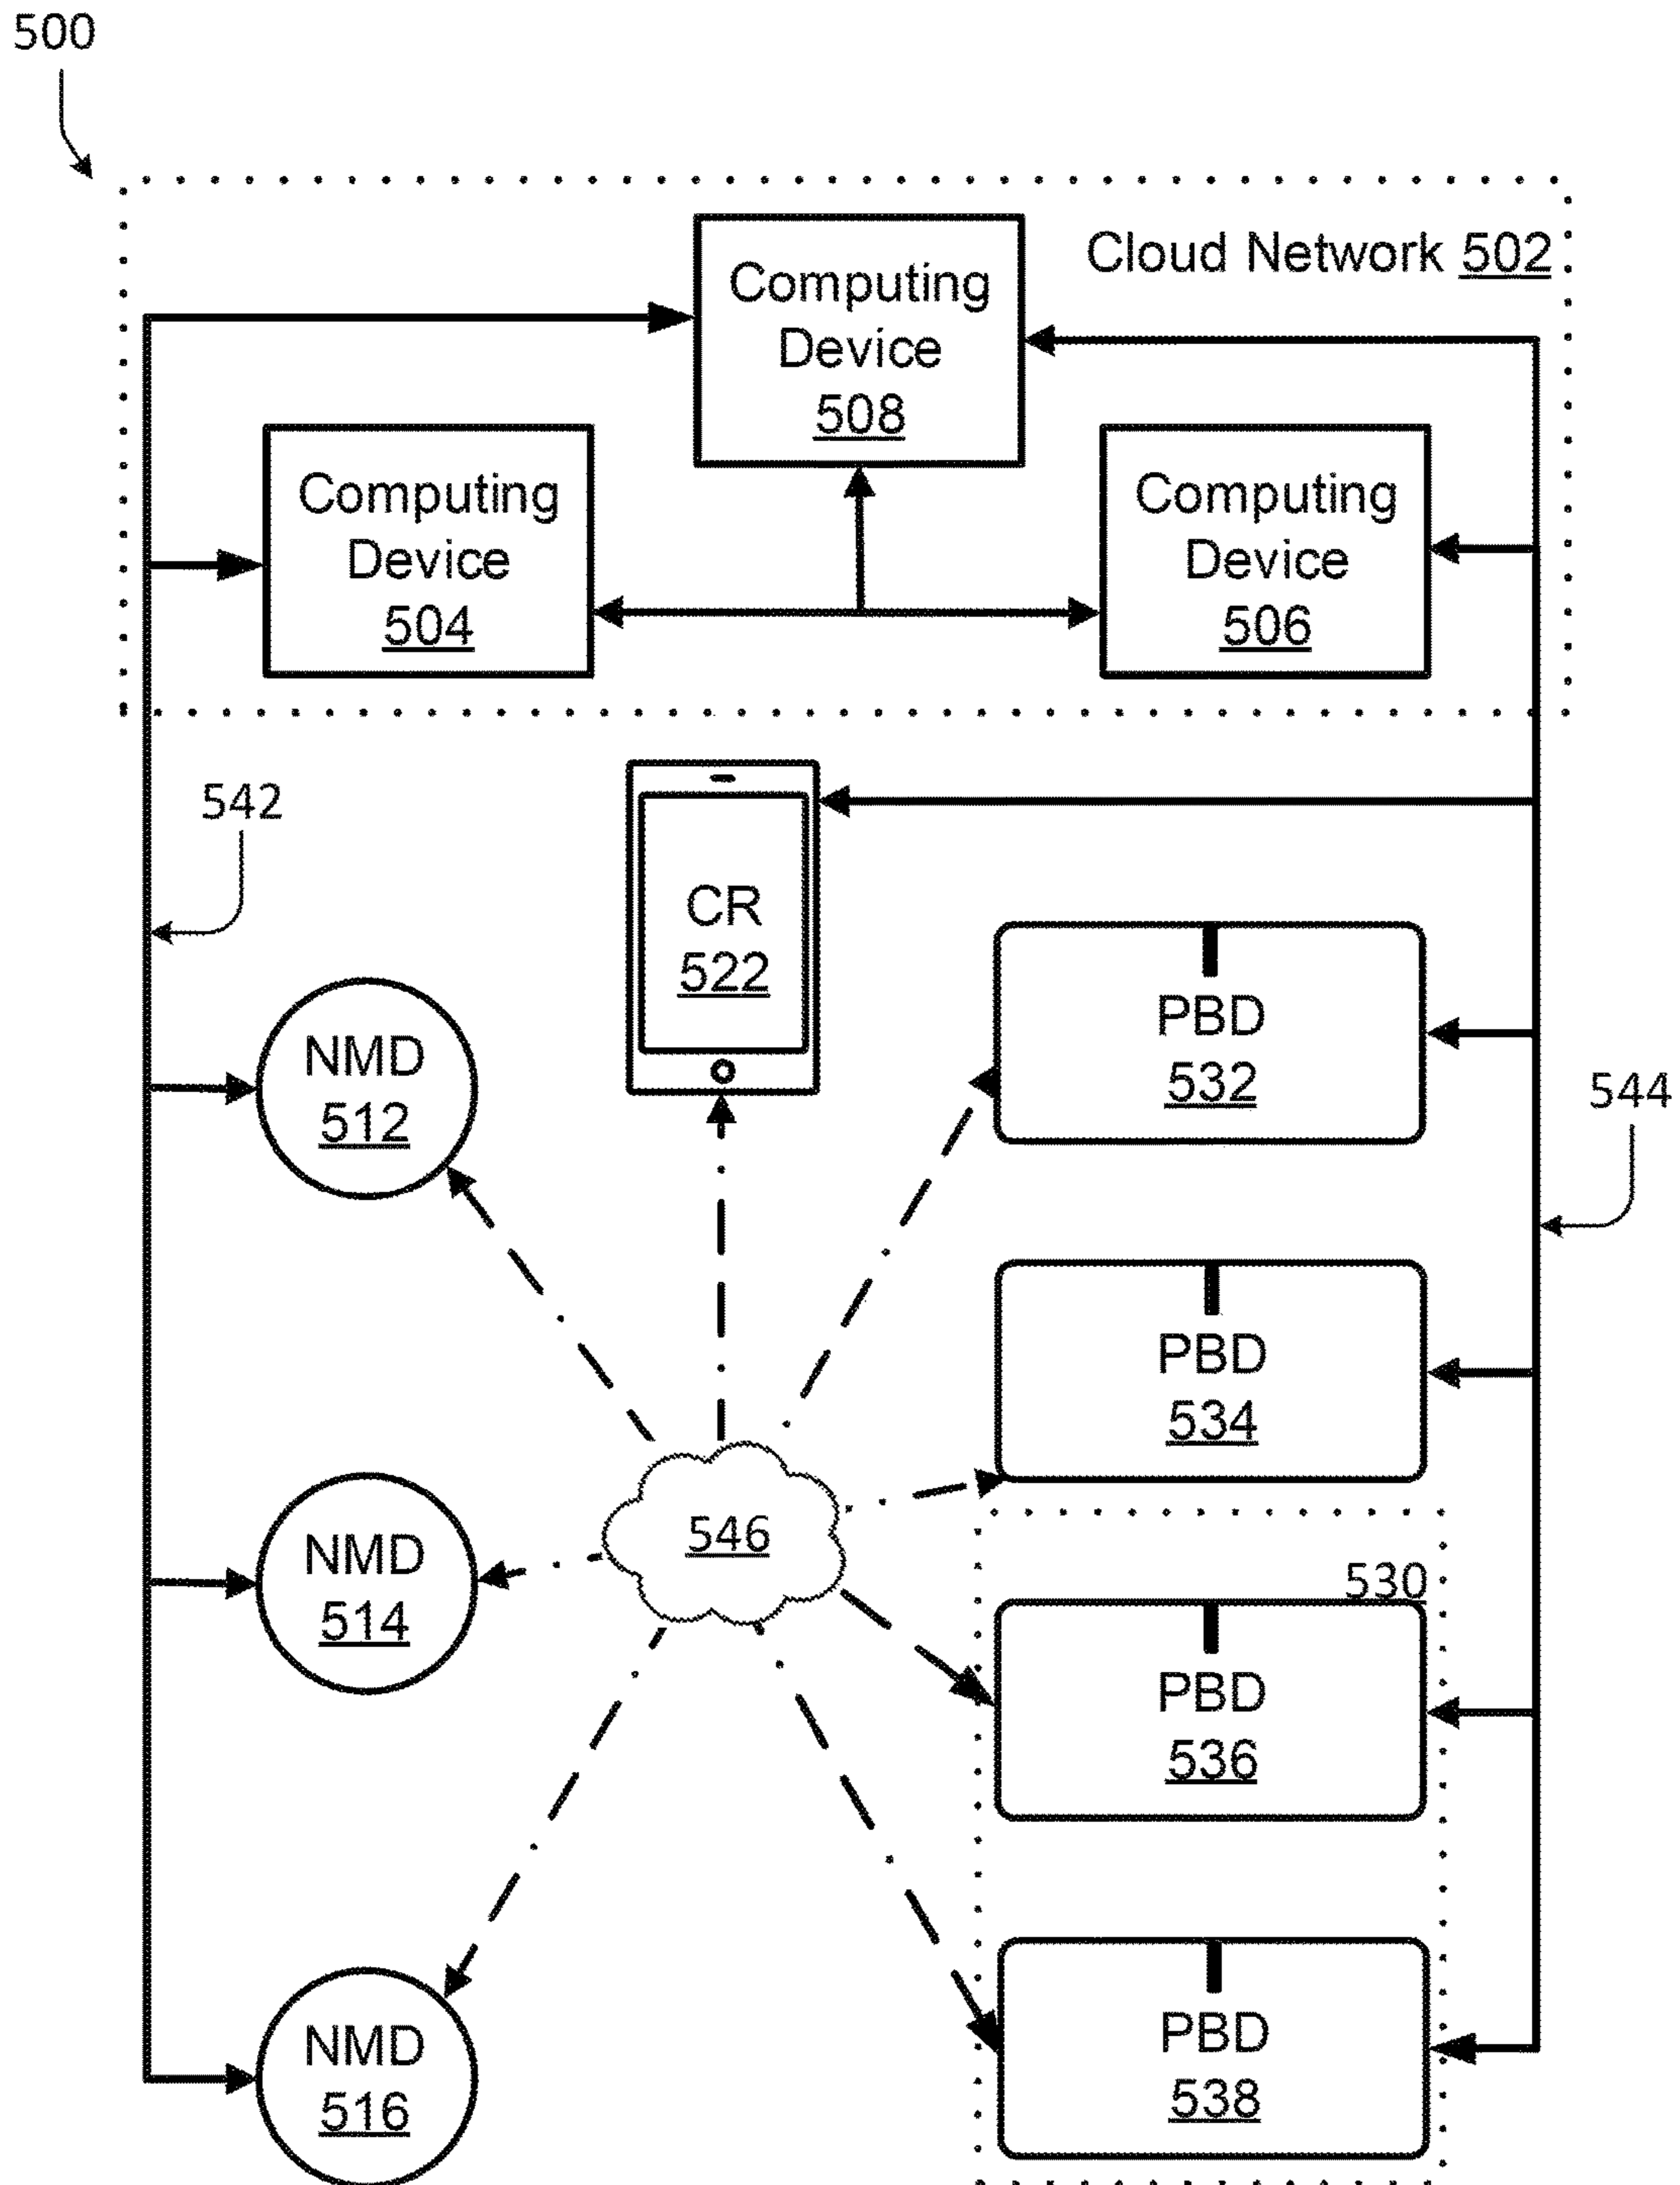 500
Cloud Network 502
Computing
Device
508
Computing
Device
504
Computing
Device
506
542
CR
522
NMD
512
PBD
532
544
PBD
534
546
NMD
514
530
PBD
536
NMD
516
PBD
538